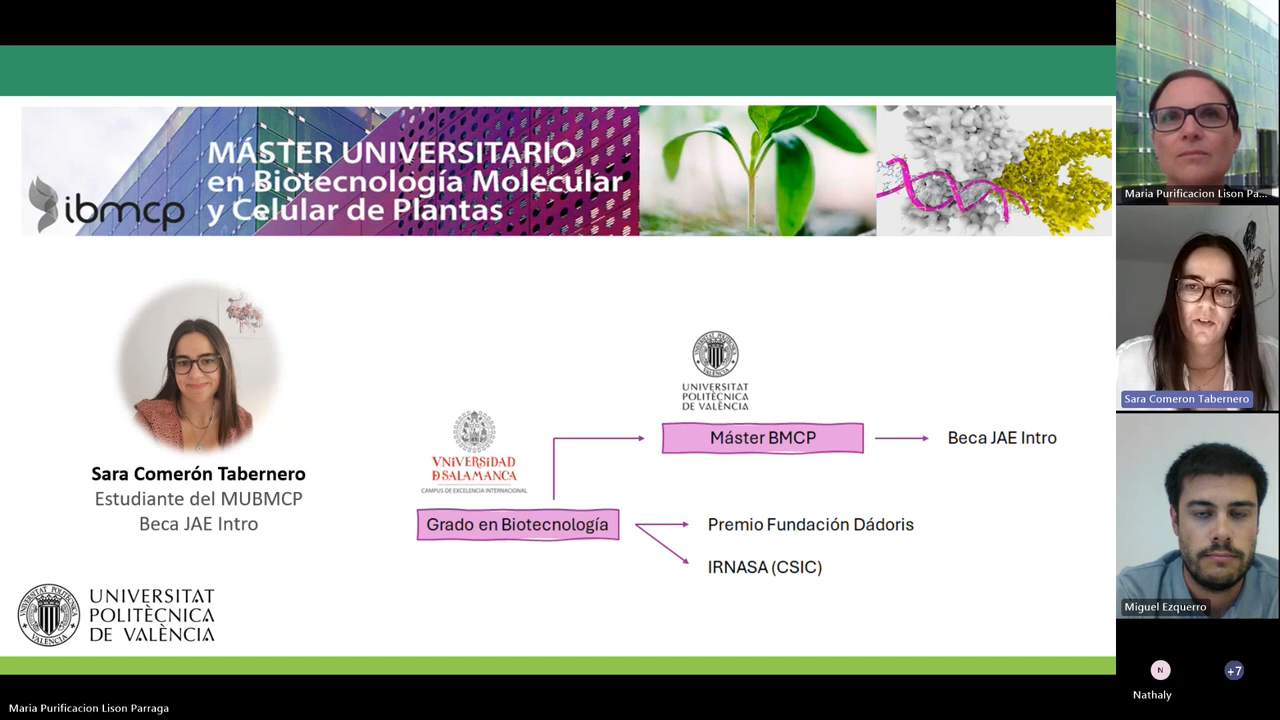 MÁSTER UNIVERSITARIO
en Biotecnología Molecular
y Celular de Plantas
ibmcp
Sara Comerón Tabernero
Estudiante del MUBMCP
Beca JAE Intro
UNIVERSITAT
POLITÈCNICA
DE VALÈNCIA
Máster BMCP
Beca JAE Intro
VNiVERSiDAD
D SALAMANCA
CAMPUS DE EXCELENCIA INTERNACIONAL
Grado en Biotecnología
Premio Fundación Dádoris
IRNASA (CSIC)
UNIVERSITAT
POLITÈCNICA
DE VALÈNCIA
Maria Purificacion Lison Pa...
Sara Comeron Tabernero
Miguel Ezquerro
N
+7
Nathaly
Maria Purificacion Lison Parraga